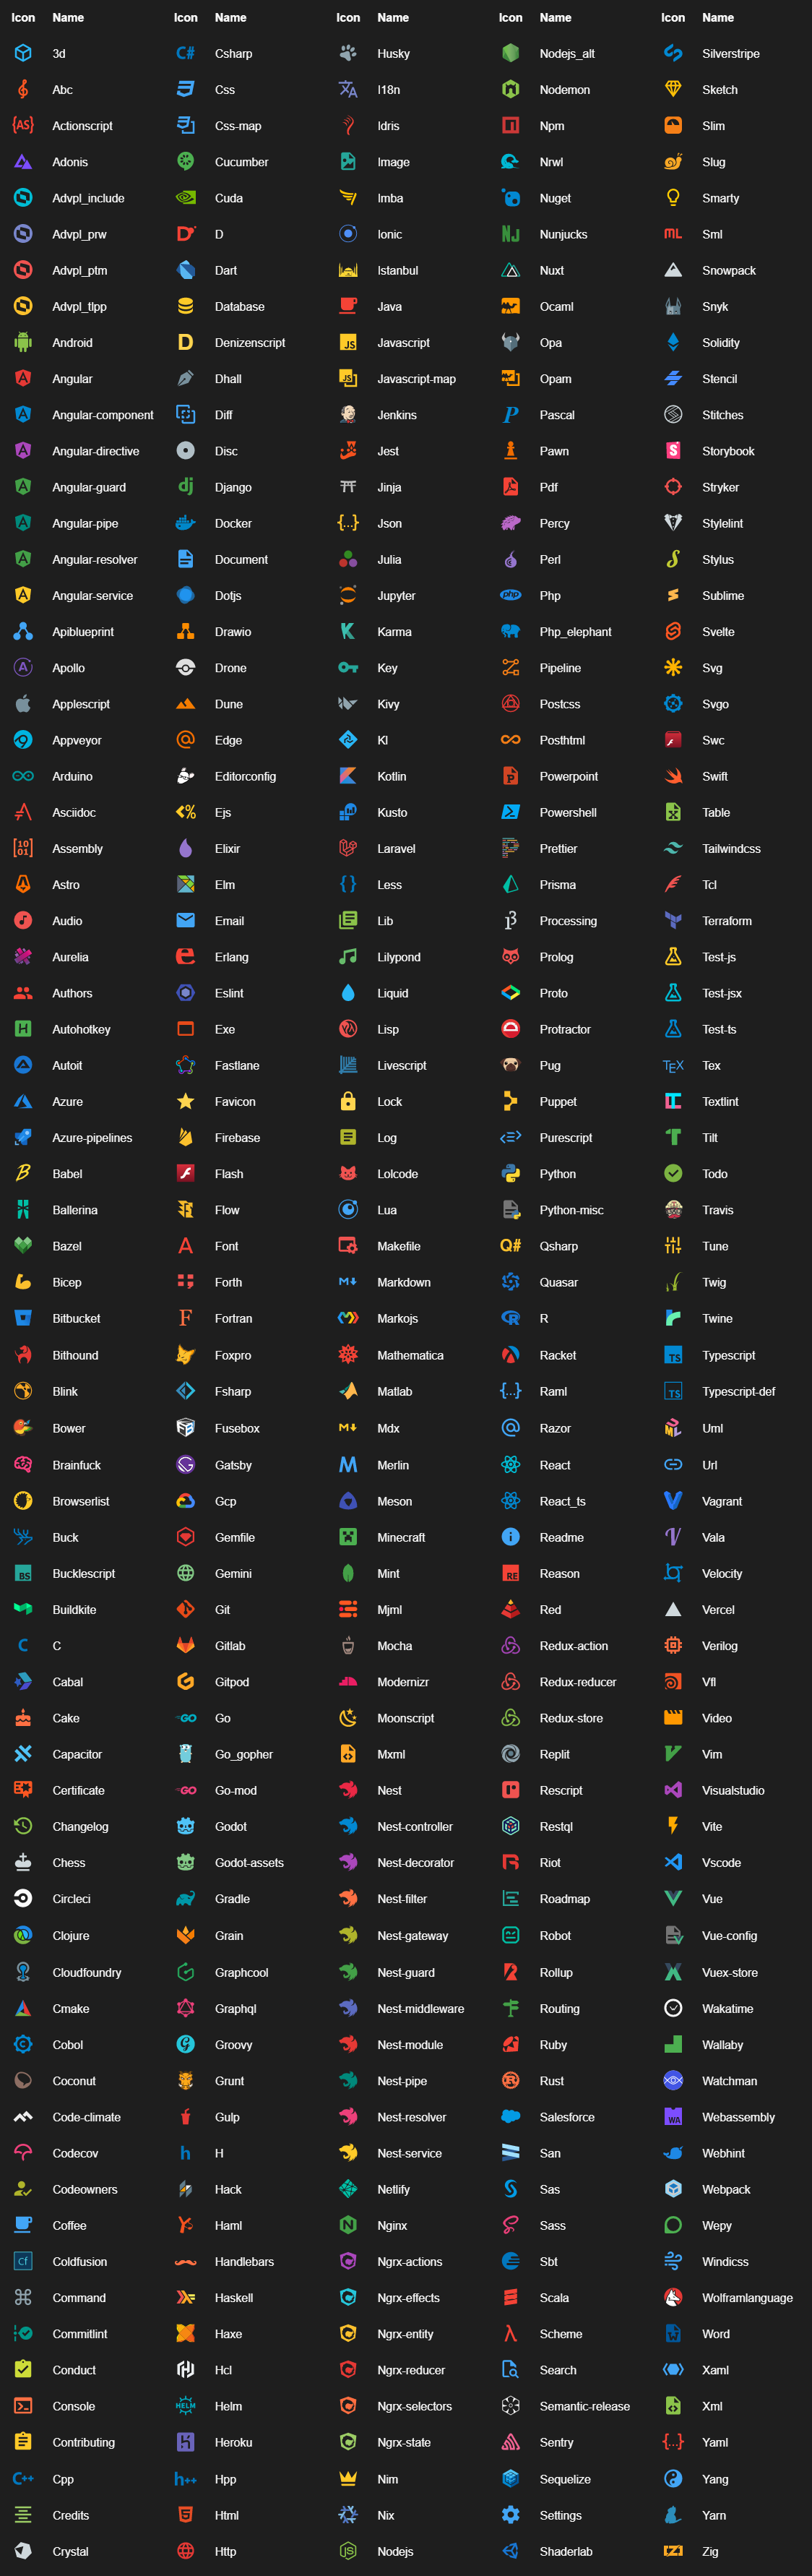 Icon Name Icon Name Icon Name Icon Name Icon Name
3d Csharp Husky Nodejs_alt Silverstripe
Abc Css I18n Nodemon Sketch
Actionscript Css-map Idris Npm Slim
Adonis Cucumber Image Nrwl Slug
Advpl_include Cuda Imba Nuget Smarty
Advpl_prw D Ionic Nunjucks Sml
Advpl_ptm Dart Istanbul Nuxt Snowpack
Advpl_tlpp Database Java Ocaml Snyk
Android Denizenscript Javascript Opa Solidity
Angular Dhall Javascript-map Opam Stencil
Angular-component Diff Jenkins Pascal Stitches
Angular-directive Disc Jest Pawn Storybook
Angular-guard Django Jinja Pdf Stryker
Angular-pipe Docker Json Percy Stylelint
Angular-resolver Document Julia Perl Stylus
Angular-service Dotjs Jupyter Php Sublime
Apiblueprint Drawio Karma Php_elephant Svelte
Apollo Drone Key Pipeline Svg
Applescript Dune Kivy Postcss Svgo
Appveyor Edge Kl Posthtml Swc
Arduino Editorconfig Kotlin Powerpoint Swift
Asciidoc Ejs Kusto Powershell Table
Assembly Elixir Laravel Prettier Tailwindcss
Astro Elm Less Prisma Tcl
Audio Email Lib Processing Terraform
Aurelia Erlang Lilypond Prolog Test-js
Authors Eslint Liquid Proto Test-jsx
Autohotkey Exe Lisp Protractor Test-ts
Autoit Fastlane Livescript Pug Tex
Azure Favicon Lock Puppet Textlint
Azure-pipelines Firebase Log Purescript Tilt
Babel Flash Lolcode Python Todo
Ballerina Flow Lua Python-misc Travis
Bazel Font Makefile Qsharp Tune
Bicep Forth Markdown Quasar Twig
Bitbucket Fortran Markojs R Twine
Bithound Foxpro Mathematica Racket Typescript
Blink Fsharp Matlab Raml Typescript-def
Bower Fusebox Mdx Razor Uml
Brainfuck Gatsby Merlin React Url
Browserlist Gcp Meson React_ts Vagrant
Buck Gemfile Minecraft Readme Vala
Bucklescript Gemini Mint Reason Velocity
Buildkite Git Mjml Red Vercel
C Gitlab Mocha Redux-action Verilog
Cabal Gitpod Modernizr Redux-reducer Vfl
Cake Go Moonscript Redux-store Video
Capacitor Go_gopher Mxml Replit Vim
Certificate Go-mod Nest Rescript Visualstudio
Changelog Godot Nest-controller Restql Vite
Chess Godot-assets Nest-decorator Riot Vscode
Circleci Gradle Nest-filter Roadmap Vue
Clojure Grain Nest-gateway Robot Vue-config
Cloudfoundry Graphcool Nest-guard Rollup Vuex-store
Cmake Graphql Nest-middleware Routing Wakatime
Cobol Groovy Nest-module Ruby Wallaby
Coconut Grunt Nest-pipe Rust Watchman
Code-climate Gulp Nest-resolver Salesforce Webassembly
Codecov H Nest-service San Webhint
Codeowners Hack Netlify Sas Webpack
Coffee Haml Nginx Sass Wepy
Coldfusion Handlebars Ngrx-actions Sbt Windicss
Command Haskell Ngrx-effects Scala Wolframlanguage
Commitlint Haxe Ngrx-entity Scheme Word
Conduct Hcl Ngrx-reducer Search Xaml
Console Helm Ngrx-selectors Semantic-release Xml
Contributing Heroku Ngrx-state Sentry Yaml
Cpp Hpp Nim Sequelize Yang
Credits Html Nix Settings Yarn
Crystal Http Nodejs Shaderlab Zig